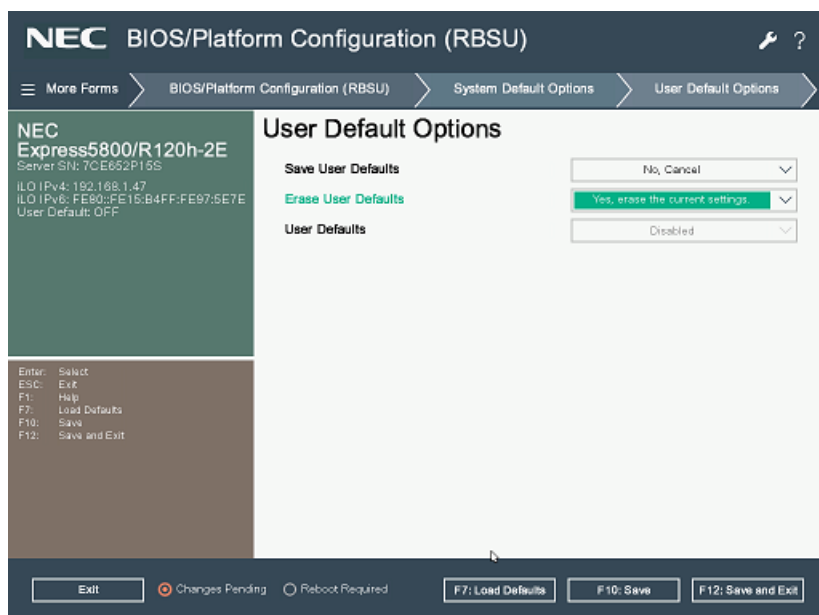 NEC BIOS/Platform Configuration (RBSU)
?
More Forms BIOS/Platform Configuration (RBSU) System Default Options User Default Options
NEC
Express5800/R120h-2E
Server SN: 7CE652P15S
iLO IPv4: 192.168.1.47
iLO IPv6: FE80::FE15:B4FF:FE97:5E7E
User Default: OFF
User Default Options
Save User Defaults No, Cancel
Erase User Defaults Yes, erase the current settings.
User Defaults Disabled
Enter: Select
ESC: Exit
F1: Help
F7: Load Defaults
F10: Save
F12: Save and Exit
Exit Changes Pending Reboot Required F7: Load Defaults F10: Save F12: Save and Exit